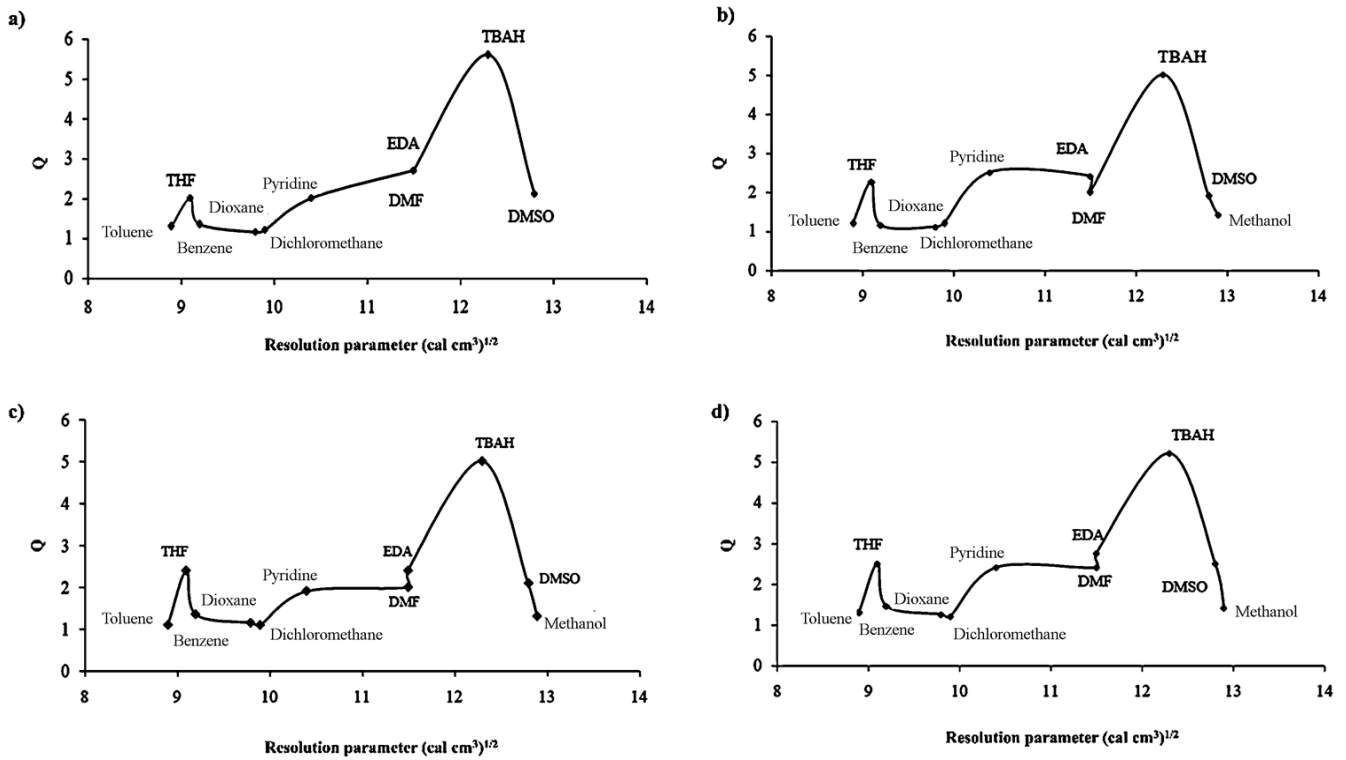 a)
6
5
4
3
2
1
0
Q
TBAH
EDA
Pyridine
THF
Dioxane
DMF
DMSO
Toluene
Benzene
Dichloromethane
8 9 10 11 12 13 14
Resolution parameter (cal cm³)¹/²
b)
6
5
4
3
2
1
0
Q
TBAH
Pyridine
EDA
THF
DMSO
Dioxane
DMF
Toluene
Methanol
Benzene
Dichloromethane
8 9 10 11 12 13 14
Resolution parameter (cal cm³)¹/²
c)
6
5
4
3
2
1
0
Q
TBAH
THF
EDA
Pyridine
DMSO
Dioxane
DMF
Toluene
Methanol
Benzene
Dichloromethane
8 9 10 11 12 13 14
Resolution parameter (cal cm³)¹/²
d)
6
5
4
3
2
1
0
Q
TBAH
EDA
THF
Pyridine
DMF
DMSO
Dioxane
Toluene
Methanol
Benzene
Dichloromethane
8 9 10 11 12 13 14
Resolution parameter (cal cm³)¹/²